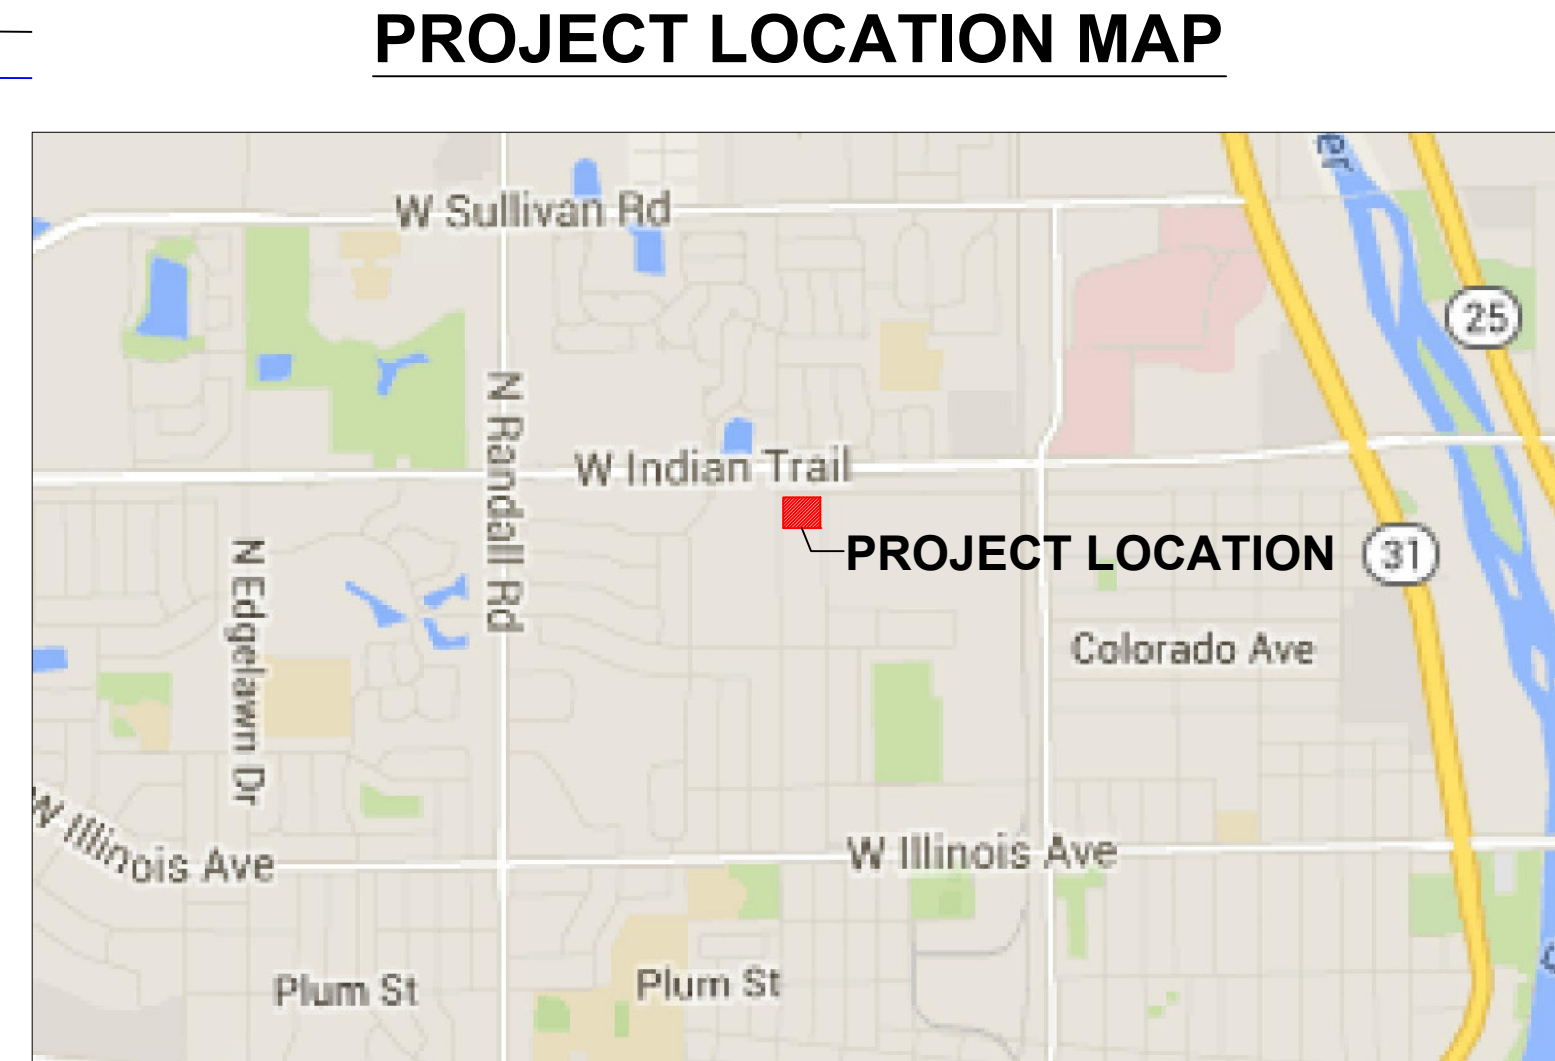 PROJECT LOCATION MAP
er
W Sullivan Rd
25
N Randall Rd
W Indian Trail
PROJECT LOCATION
31
N Edgelawn Dr
Colorado Ave
W Illinois Ave
W Illinois Ave
Plum St
Plum St